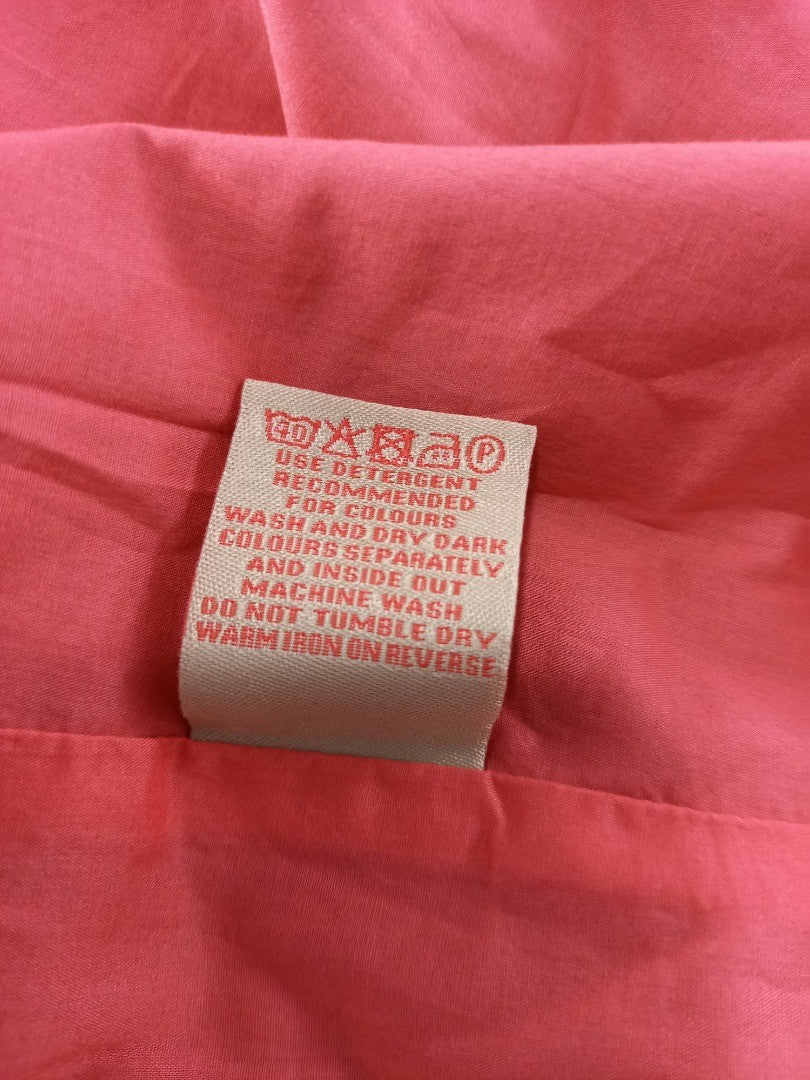 40 P
USE DETERGENT
RECOMMENDED
FOR COLOURS
WASH AND DRY DARK
COLOURS SEPARATELY
AND INSIDE OUT
MACHINE WASH
DO NOT TUMBLE DRY
WARM IRON ON REVERSE